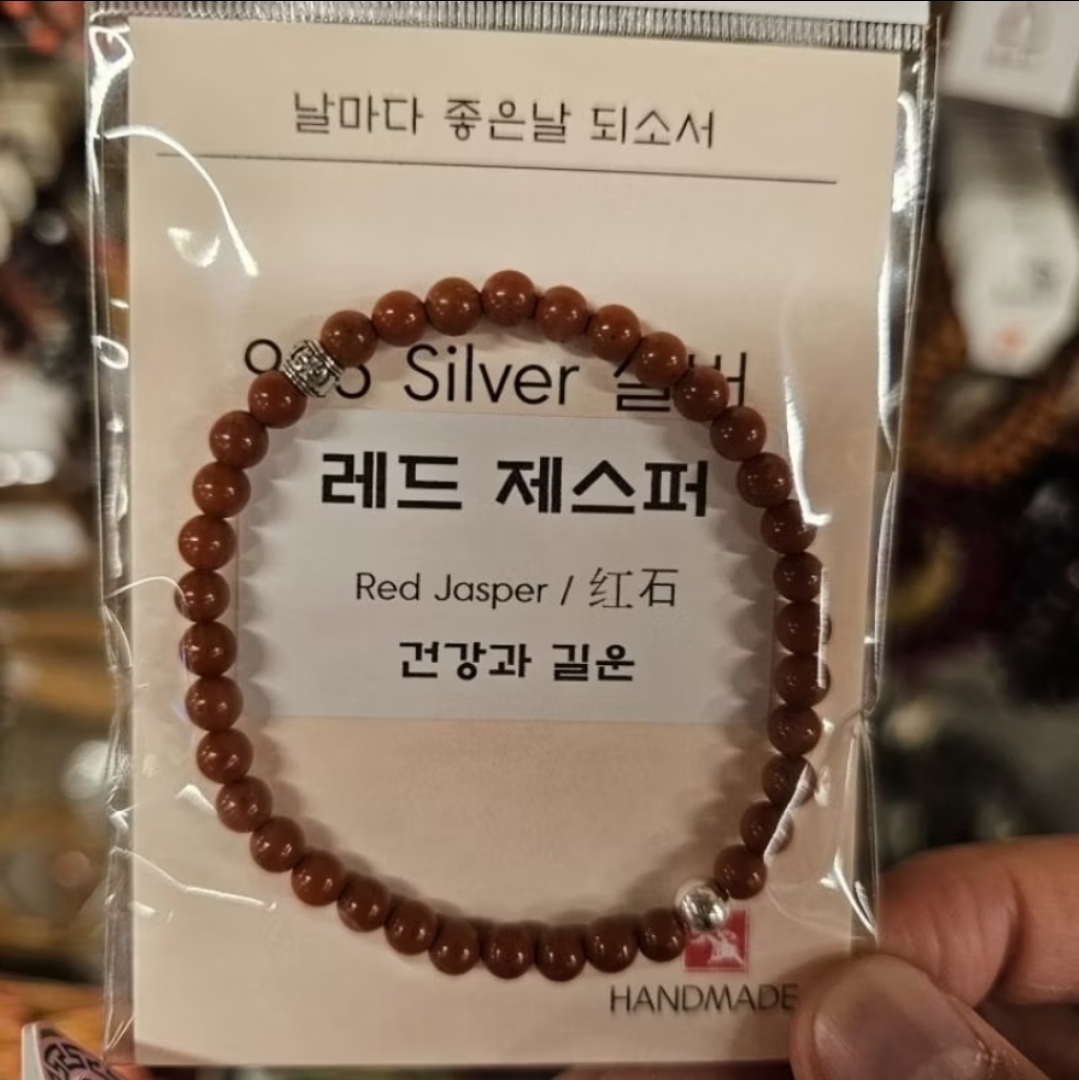 날마다 좋은날 되소서
Silver
레드 제스퍼
Red Jasper / 红石
건강과 길운
HANDMADE